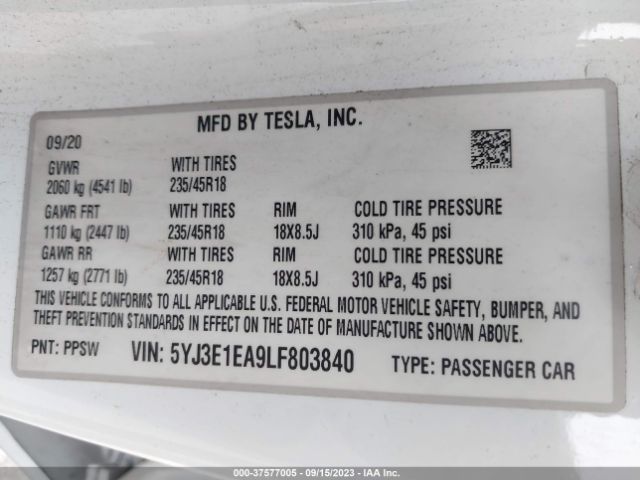 MFD BY TESLA, INC.
09/20
GVWR WITH TIRES
2060 kg (4541 lb) 235/45R18
GAWR FRT WITH TIRES RIM COLD TIRE PRESSURE
1110 kg (2447 lb) 235/45R18 18X8.5J 310 kPa, 45 psi
GAWR RR WITH TIRES RIM COLD TIRE PRESSURE
1257 kg (2771 lb) 235/45R18 18X8.5J 310 kPa, 45 psi
THIS VEHICLE CONFORMS TO ALL APPLICABLE U.S. FEDERAL MOTOR VEHICLE SAFETY, BUMPER, AND
THEFT PREVENTION STANDARDS IN EFFECT ON THE DATE OF MANUFACTURE SHOWN ABOVE.
PNT: PPSW VIN: 5YJ3E1EA9LF803840 TYPE: PASSENGER CAR
000-37577005 - 09/15/2023 - IAA Inc.